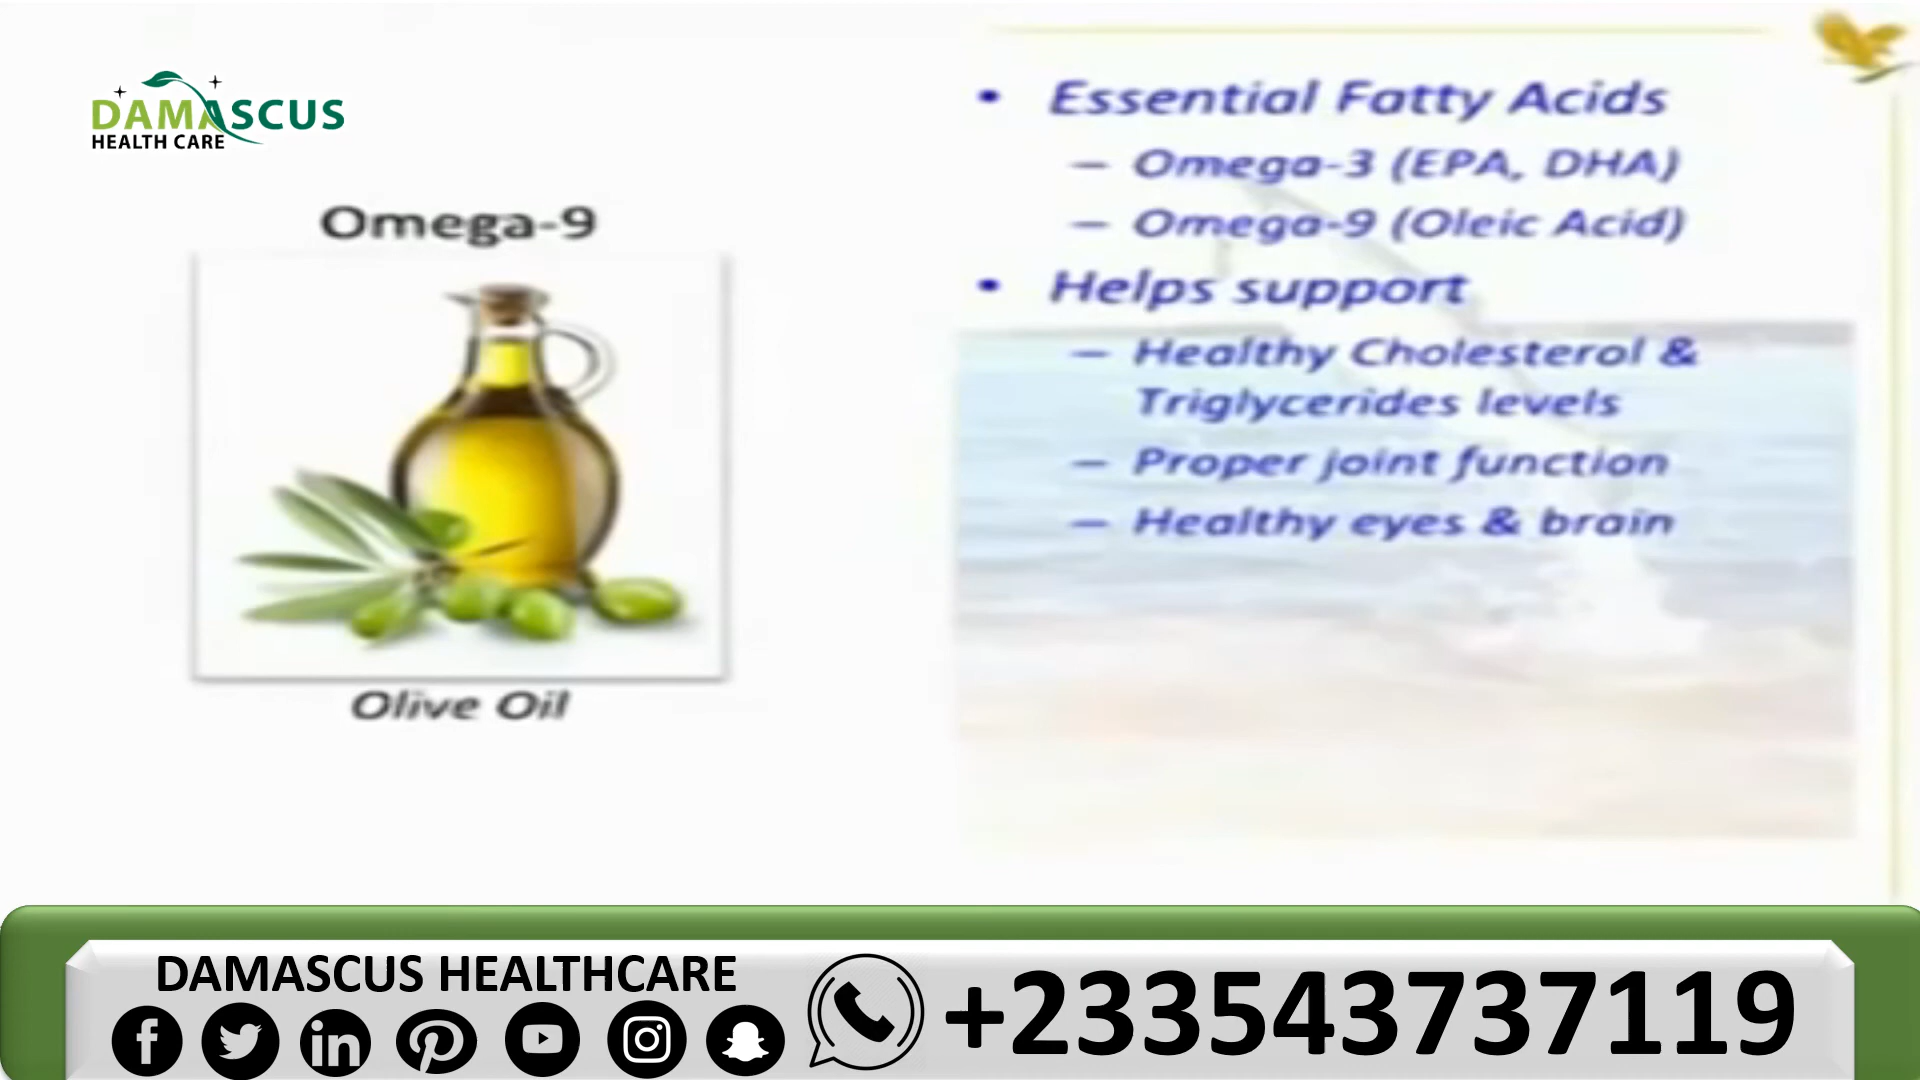 DAMASCUS
HEALTH CARE
Omega-9
Olive Oil
• Essential Fatty Acids
– Omega-3 (EPA, DHA)
– Omega-9 (Oleic Acid)
• Helps support
– Healthy Cholesterol &
Triglycerides levels
– Proper joint function
– Healthy eyes & brain
DAMASCUS HEALTHCARE
+233543737119